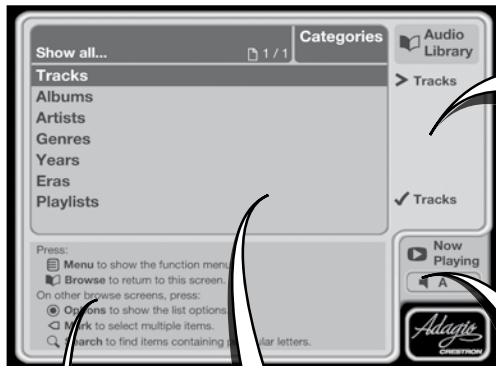 Show all...
1 / 1
Categories
Tracks
Albums
Artists
Genres
Years
Eras
Playlists
Audio
Library
> Tracks
✓ Tracks
Now
Playing
A
Press:
Menu to show the function menu.
Browse to return to this screen.
On other browse screens, press:
Options to show the list options.
Mark to select multiple items.
Search to find items containing letters.
Adagio
CRESTRON